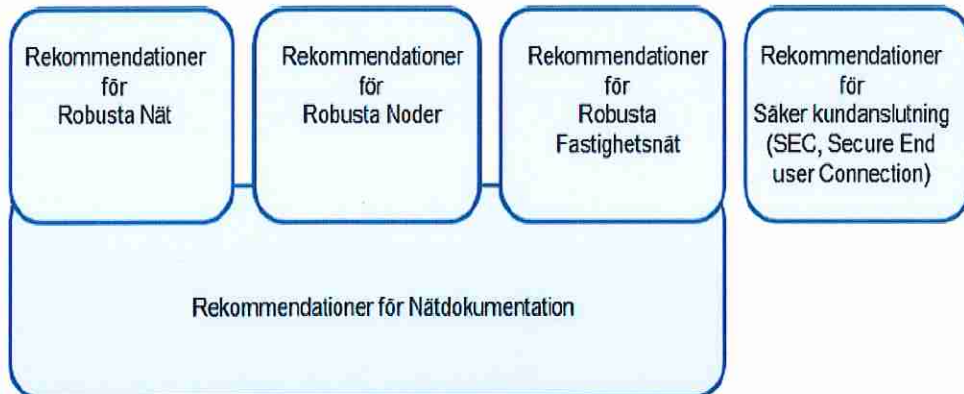 Rekommendationer
för
Robusta Nät
Rekommendationer
för
Robusta Noder
Rekommendationer
för
Robusta
Fastighetsnät
Rekommendationer
för
Säker kundanslutning
(SEC, Secure End
user Connection)
Rekommendationer för Nätdokumentation